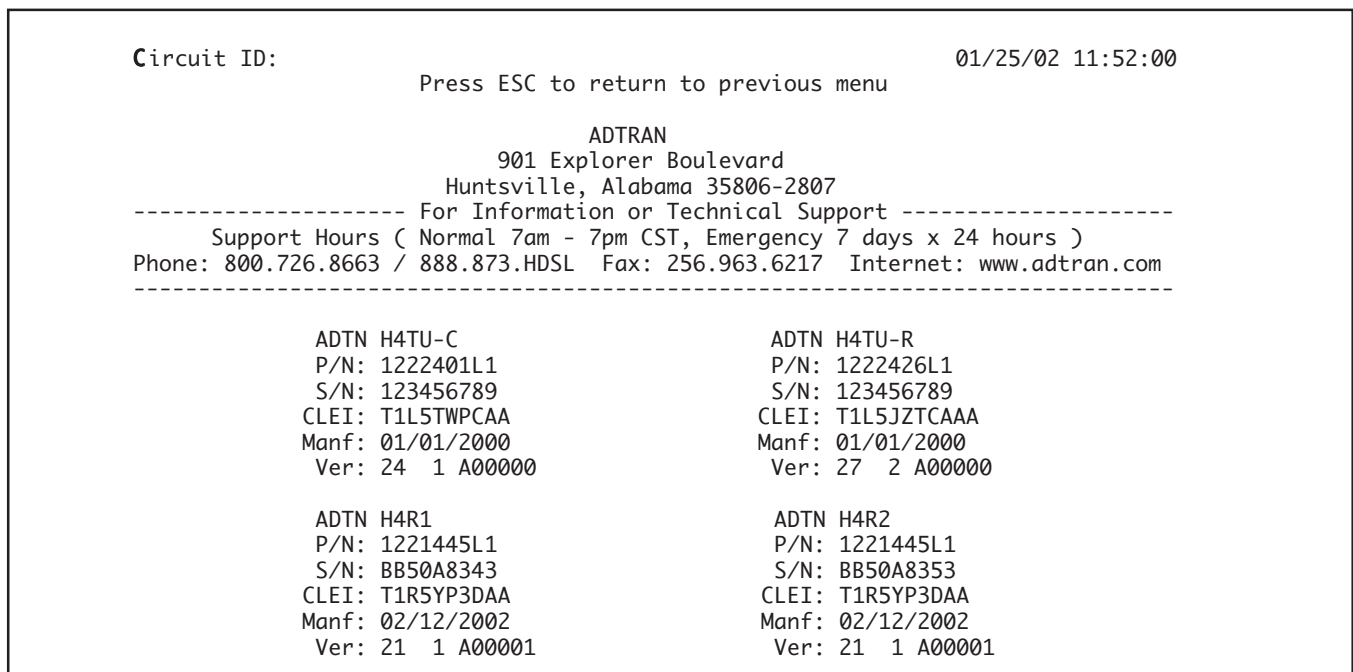 Circuit ID: 01/25/02 11:52:00
Press ESC to return to previous menu
ADTRAN
901 Explorer Boulevard
Huntsville, Alabama 35806-2807
--------------------- For Information or Technical Support ---------------------
Support Hours ( Normal 7am - 7pm CST, Emergency 7 days x 24 hours )
Phone: 800.726.8663 / 888.873.HDSL Fax: 256.963.6217 Internet: www.adtran.com
--------------------------------------------------------------------------------
ADTN H4TU-C ADTN H4TU-R
P/N: 1222401L1 P/N: 1222426L1
S/N: 123456789 S/N: 123456789
CLEI: T1L5TWPCAA CLEI: T1L5JZTCAAA
Manf: 01/01/2000 Manf: 01/01/2000
Ver: 24 1 A00000 Ver: 27 2 A00000
ADTN H4R1 ADTN H4R2
P/N: 1221445L1 P/N: 1221445L1
S/N: BB50A8343 S/N: BB50A8353
CLEI: T1R5YP3DAA CLEI: T1R5YP3DAA
Manf: 02/12/2002 Manf: 02/12/2002
Ver: 21 1 A00001 Ver: 21 1 A00001